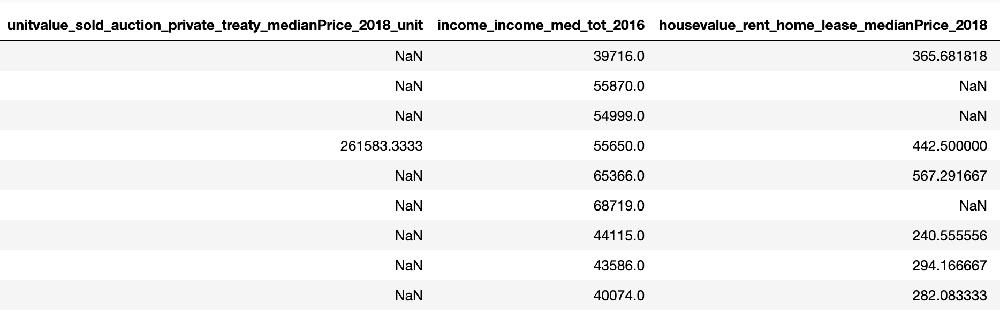 unitvalue_sold_auction_private_treaty_medianPrice_2018_unit income_income_med_tot_2016 housevalue_rent_home_lease_medianPrice_2018
NaN 39716.0 365.681818
NaN 55870.0 NaN
NaN 54999.0 NaN
261583.3333 55650.0 442.500000
NaN 65366.0 567.291667
NaN 68719.0 NaN
NaN 44115.0 240.555556
NaN 43586.0 294.166667
NaN 40074.0 282.083333